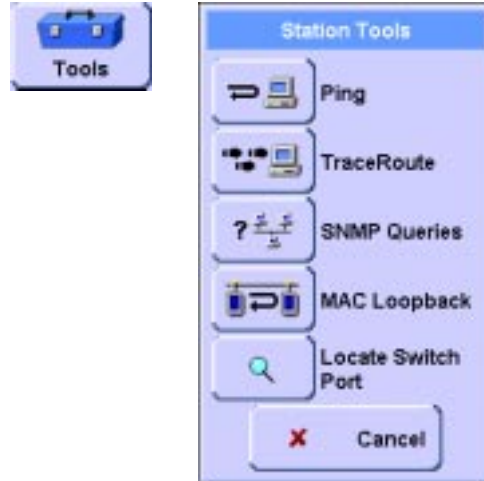 Tools
Station Tools
Ping
TraceRoute
? SNMP Queries
MAC Loopback
Locate Switch
Port
Cancel